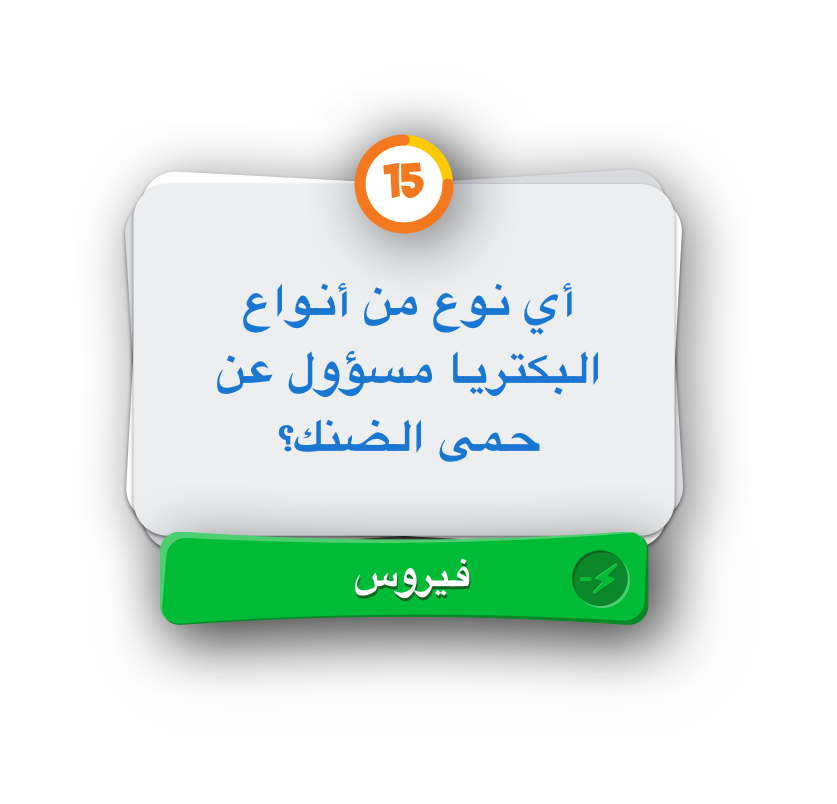 15
أي نوع من أنواع
البكتريا مسؤول عن
حمى الضنك؟
فيروس